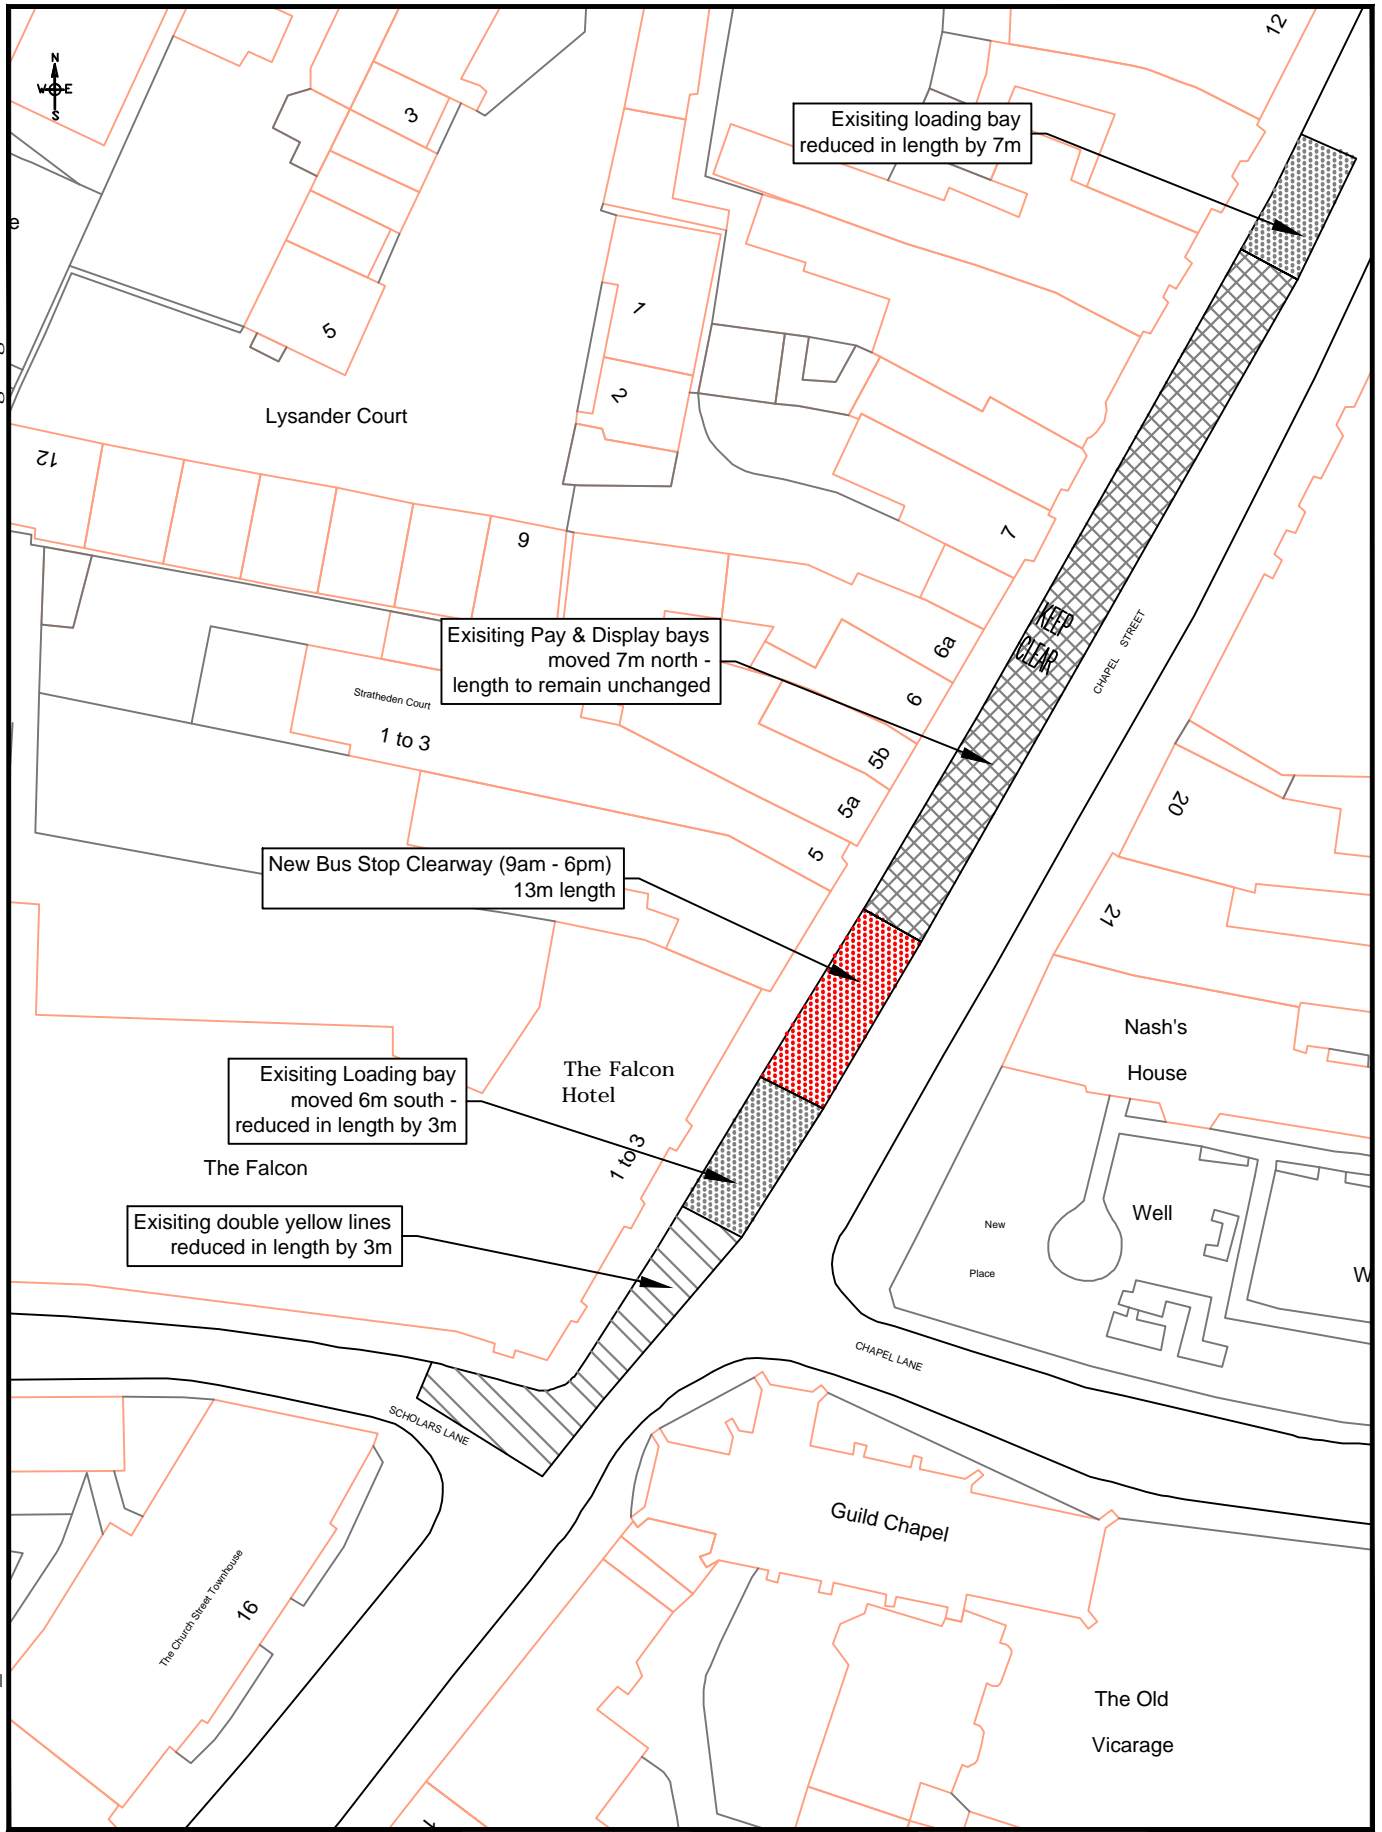 12
N
W E
S
3
Exisiting loading bay
reduced in length by 7m
e
1
5
2
Lysander Court
12
9
7
KEEP
CLEAR
CHAPEL STREET
Exisiting Pay & Display bays
moved 7m north -
length to remain unchanged
6a
6
Stratheden Court
1 to 3
5b
5a
20
5
New Bus Stop Clearway (9am - 6pm)
13m length
21
Nash's
House
The Falcon
Hotel
Exisiting Loading bay
moved 6m south -
reduced in length by 3m
1 to 3
The Falcon
Exisiting double yellow lines
reduced in length by 3m
New
Place
Well
W
CHAPEL LANE
SCHOLARS LANE
Guild Chapel
The Church Street Townhouse
16
The Old
Vicarage